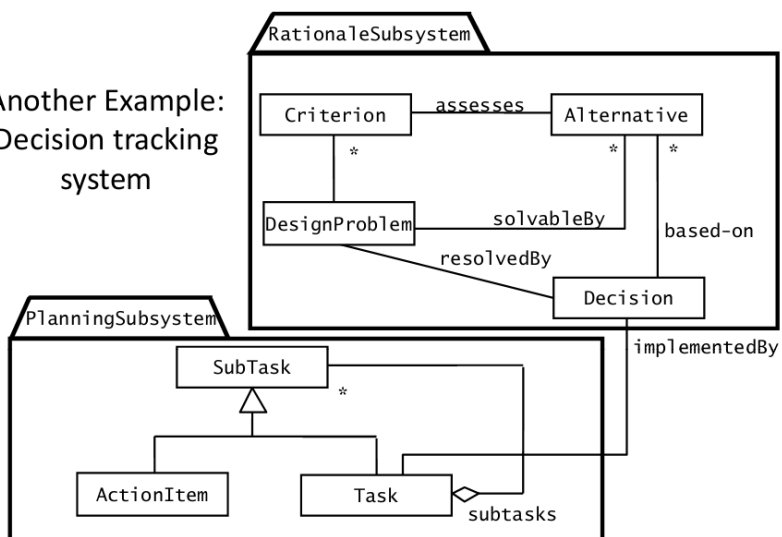 RationaleSubsystem
Another Example:
Decision tracking
system
Criterion
assesses
Alternative
*
*
*
DesignProblem
solvableBy
based-on
resolvedBy
Decision
PlanningSubsystem
implementedBy
SubTask
*
ActionItem
Task
subtasks